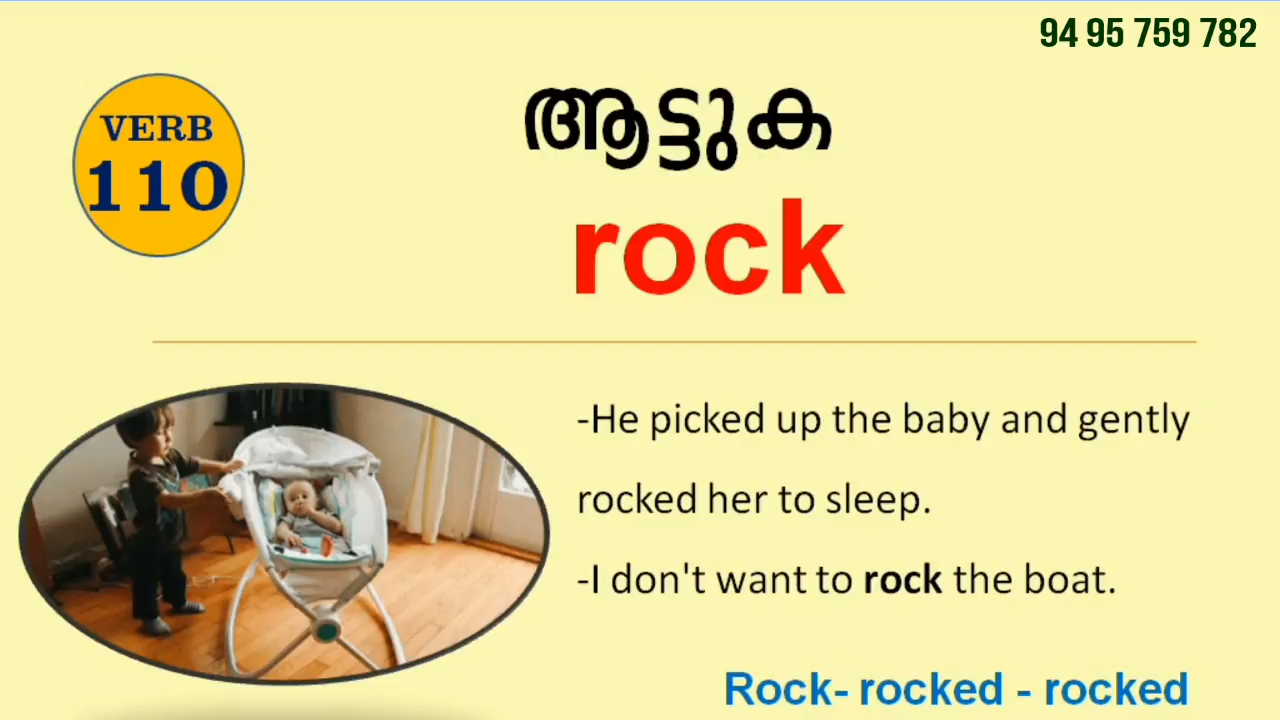 94 95 759 782
VERB
110
ആട്ടുക
rock
-He picked up the baby and gently
rocked her to sleep.
-I don't want to rock the boat.
Rock- rocked - rocked